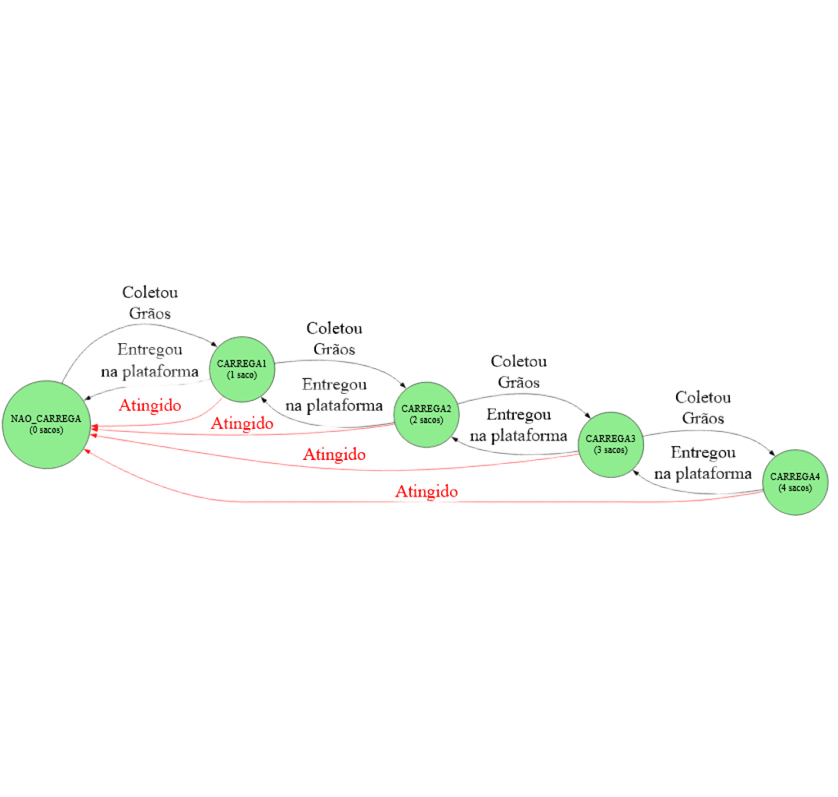 Coletou
Grãos
Entregou
na plataforma
Atingido
NAO_CARREGA
(0 sacos)
CARREGA1
(1 saco)
Coletou
Grãos
Entregou
na plataforma
Atingido
CARREGA2
(2 sacos)
Coletou
Grãos
Entregou
na plataforma
Atingido
CARREGA3
(3 sacos)
Coletou
Grãos
Entregou
na plataforma
Atingido
CARREGA4
(4 sacos)